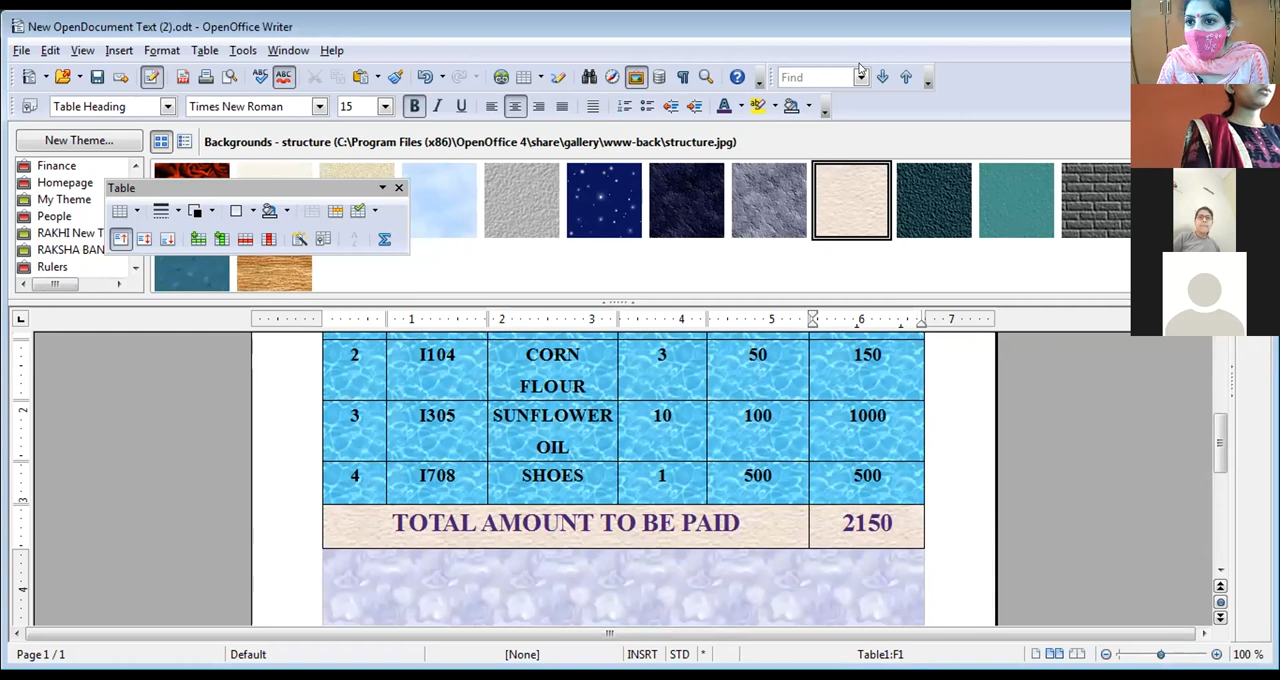 New OpenDocument Text (2).odt - OpenOffice Writer
File Edit View Insert Format Table Tools Window Help
Find
Table Heading Times New Roman 15 B I U A
New Theme... Backgrounds - structure (C:\Program Files (x86)\OpenOffice 4\share\gallery\www-back\structure.jpg)
Finance
Homepage
My Theme
People
RAKHI New T
RAKSHA BAN
Rulers
Table
1 2 3 4 5 6 7
2 I104 CORN FLOUR 3 50 150
3 I305 SUNFLOWER OIL 10 100 1000
4 I708 SHOES 1 500 500
TOTAL AMOUNT TO BE PAID 2150
2
3
4
Page 1 / 1 Default [None] INSRT STD * Table1:F1 100 %